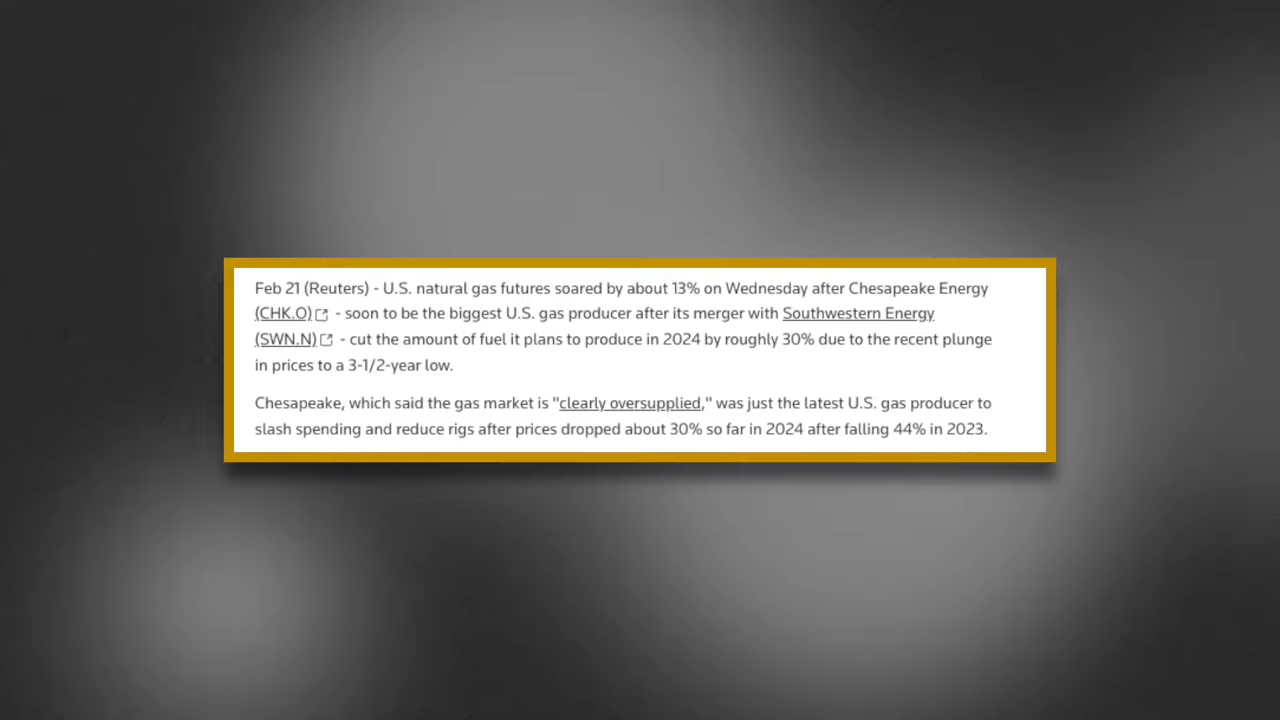 Feb 21 (Reuters) - U.S. natural gas futures soared by about 13% on Wednesday after Chesapeake Energy
(CHK.O) - soon to be the biggest U.S. gas producer after its merger with Southwestern Energy
(SWN.N) - cut the amount of fuel it plans to produce in 2024 by roughly 30% due to the recent plunge
in prices to a 3-1/2-year low.
Chesapeake, which said the gas market is "clearly oversupplied," was just the latest U.S. gas producer to
slash spending and reduce rigs after prices dropped about 30% so far in 2024 after falling 44% in 2023.